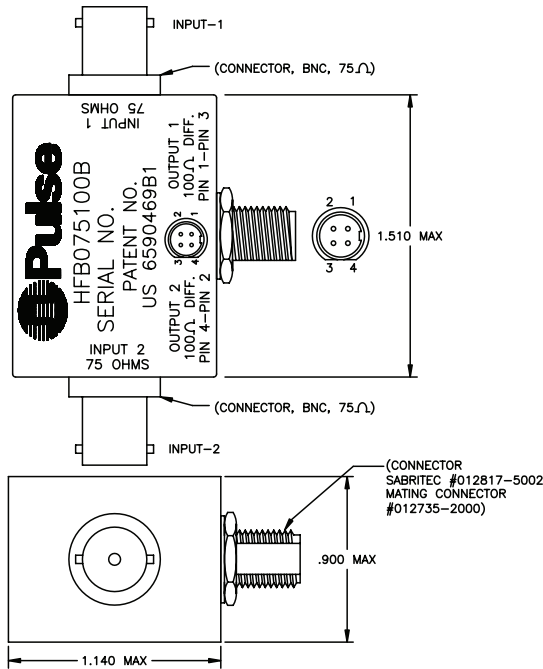 INPUT-1
(CONNECTOR, BNC, 75Ω)
INPUT 1
75 OHMS
Pulse
HFB075100B
SERIAL NO.
PATENT NO.
US 6590469B1
OUTPUT 1
100Ω DIFF.
PIN 1-PIN 3
2 1
3 4
OUTPUT 2
100Ω DIFF.
PIN 4-PIN 2
2 1
3 4
1.510 MAX
INPUT 2
75 OHMS
(CONNECTOR, BNC, 75Ω)
INPUT-2
(CONNECTOR
SABRITEC #012817-5002
MATING CONNECTOR
#012735-2000)
.900 MAX
1.140 MAX